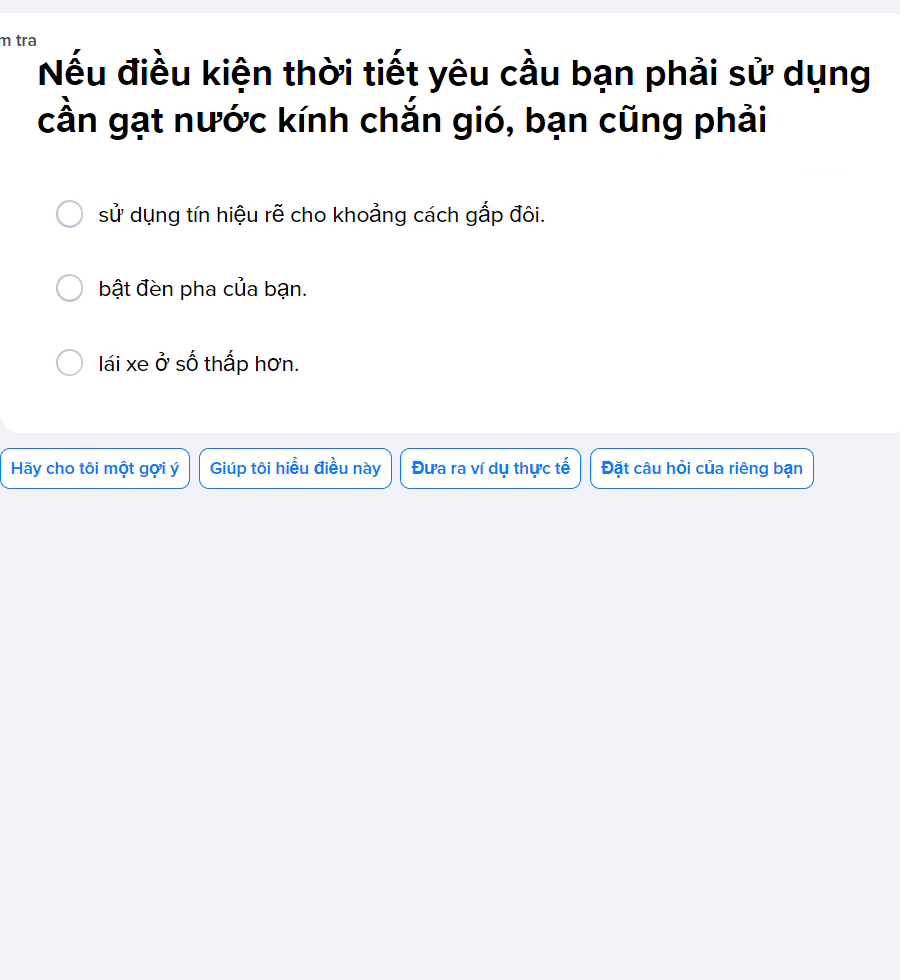 m tra
Nếu điều kiện thời tiết yêu cầu bạn phải sử dụng
cần gạt nước kính chắn gió, bạn cũng phải
sử dụng tín hiệu rẽ cho khoảng cách gấp đôi.
bật đèn pha của bạn.
lái xe ở số thấp hơn.
Hãy cho tôi một gợi ý
Giúp tôi hiểu điều này
Đưa ra ví dụ thực tế
Đặt câu hỏi của riêng bạn